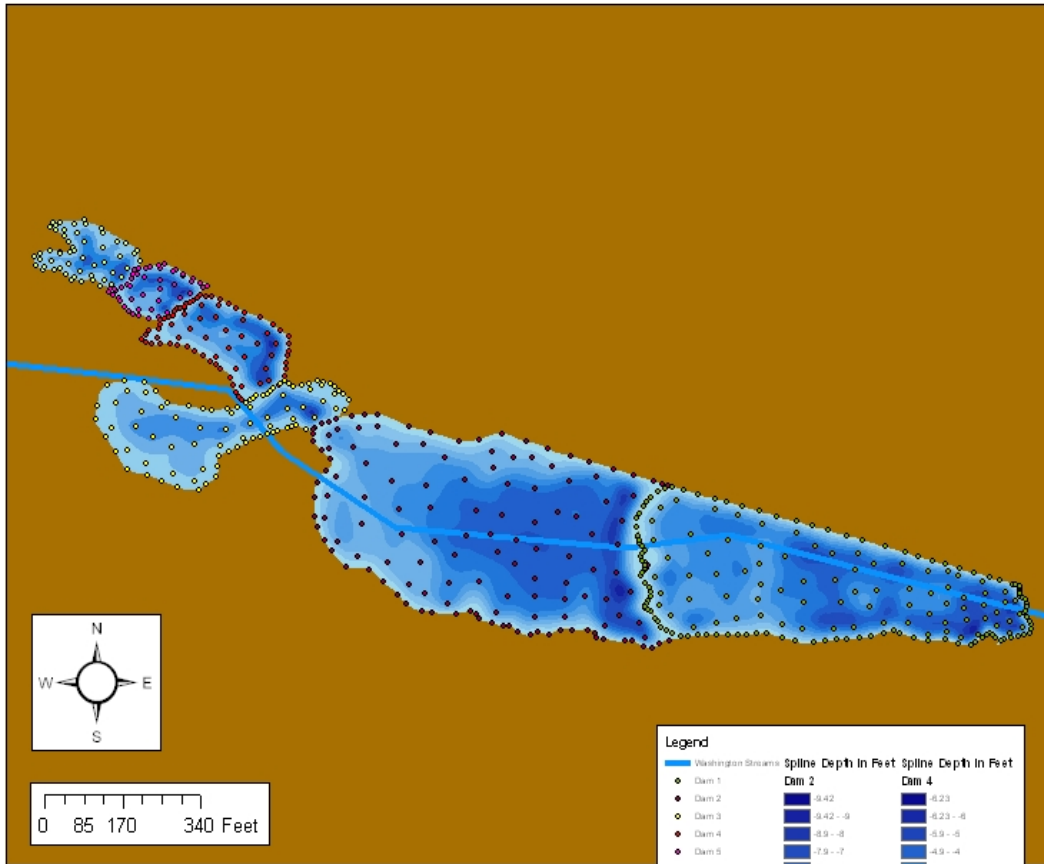 N
W E
S
0 85 170 340 Feet
Legend
Washington Streams Spline Depth in Feet Spline Depth in Feet
Dam 1 Dam 2 Dam 4
Dam 2 -9.42 -6.23
Dam 3 -9.42 - -9 -6.23 - -6
Dam 4 -8.9 - -8 -5.9 - -5
Dam 5 -7.9 - -7 -4.9 - -4